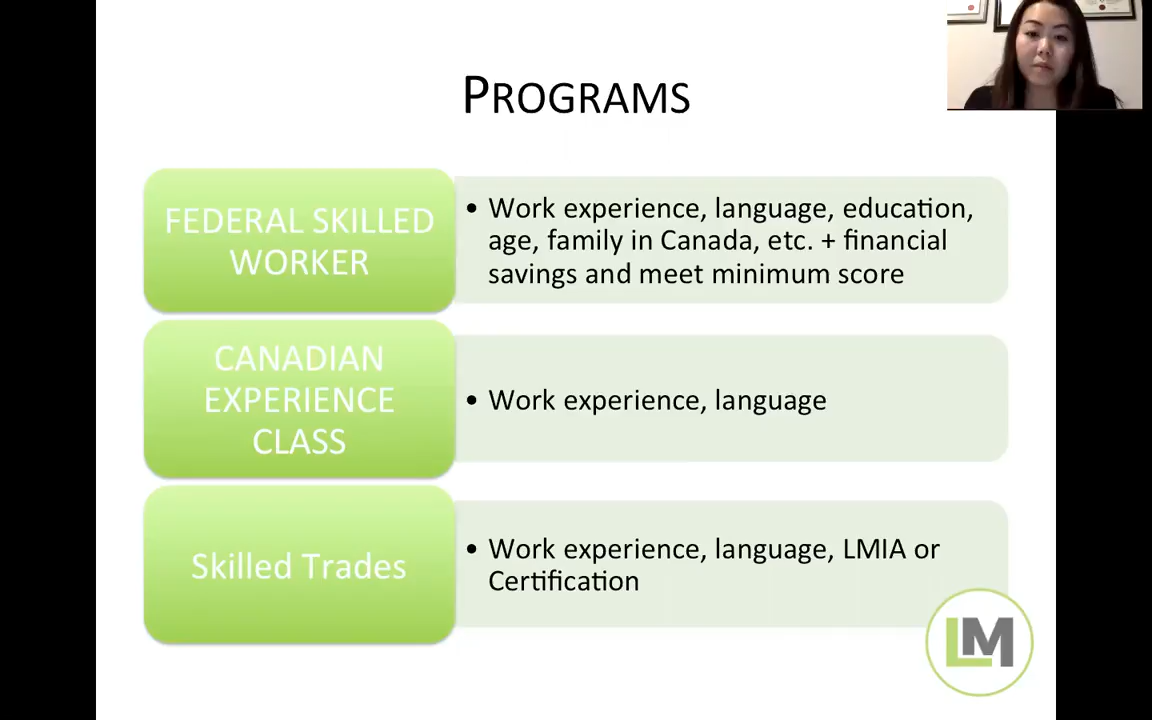 PROGRAMS
FEDERAL SKILLED
WORKER
• Work experience, language, education,
age, family in Canada, etc. + financial
savings and meet minimum score
CANADIAN
EXPERIENCE
CLASS
• Work experience, language
Skilled Trades
• Work experience, language, LMIA or
Certification
LM